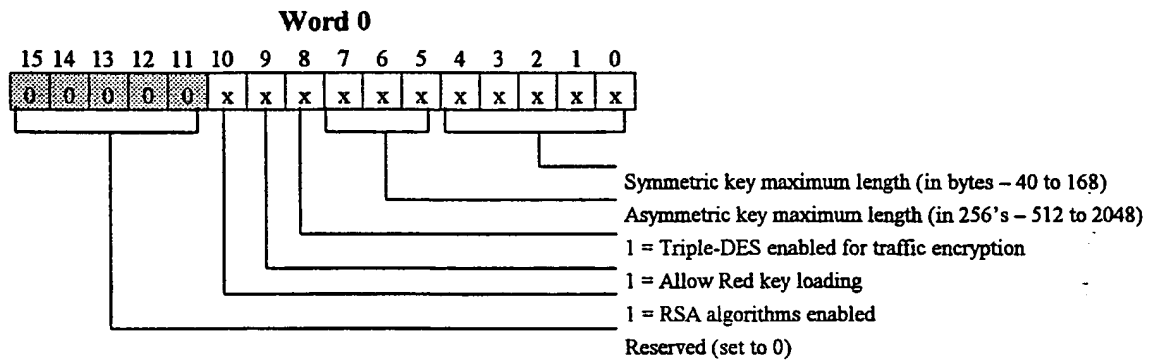 Word 0
15 14 13 12 11 10 9 8 7 6 5 4 3 2 1 0
0 0 0 0 0 x x x x x x x x x x x
Symmetric key maximum length (in bytes – 40 to 168)
Asymmetric key maximum length (in 256's – 512 to 2048)
1 = Triple-DES enabled for traffic encryption
1 = Allow Red key loading
1 = RSA algorithms enabled
Reserved (set to 0)